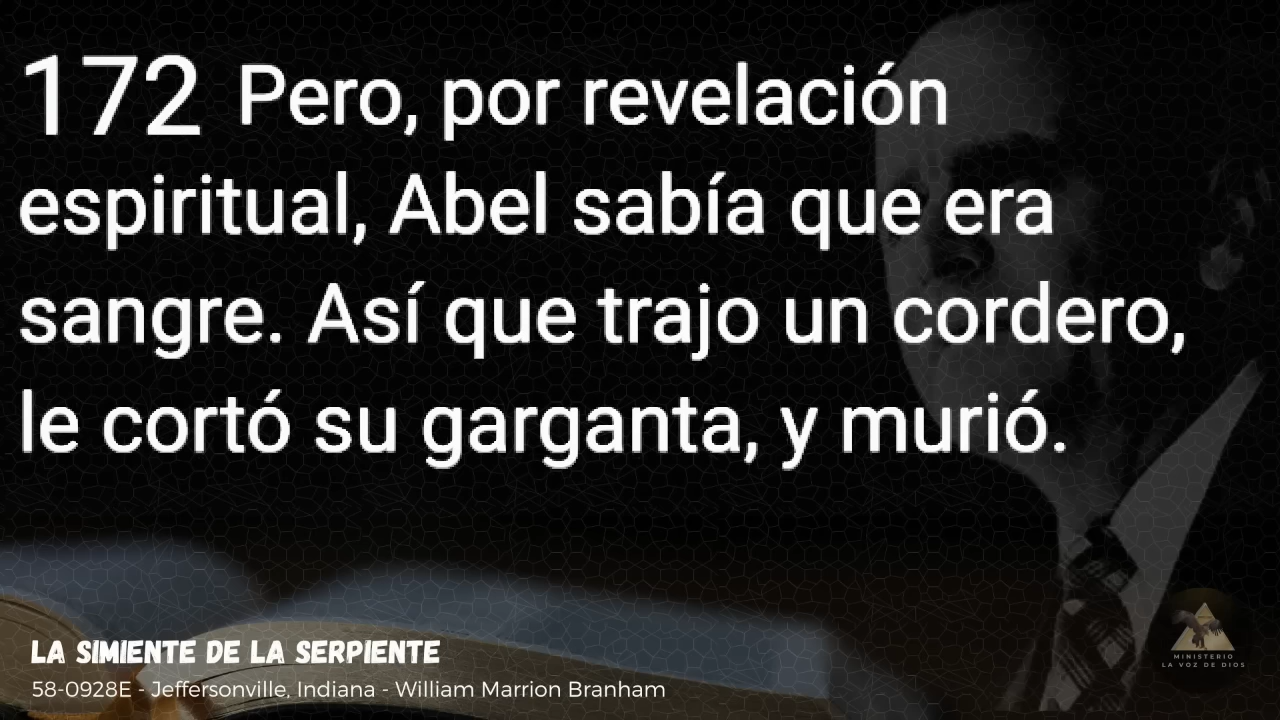 172 Pero, por revelación
espiritual, Abel sabía que era
sangre. Así que trajo un cordero,
le cortó su garganta, y murió.
LA SIMIENTE DE LA SERPIENTE
58-0928E - Jeffersonville, Indiana - William Marrion Branham
MINISTERIO
LA VOZ DE DIOS